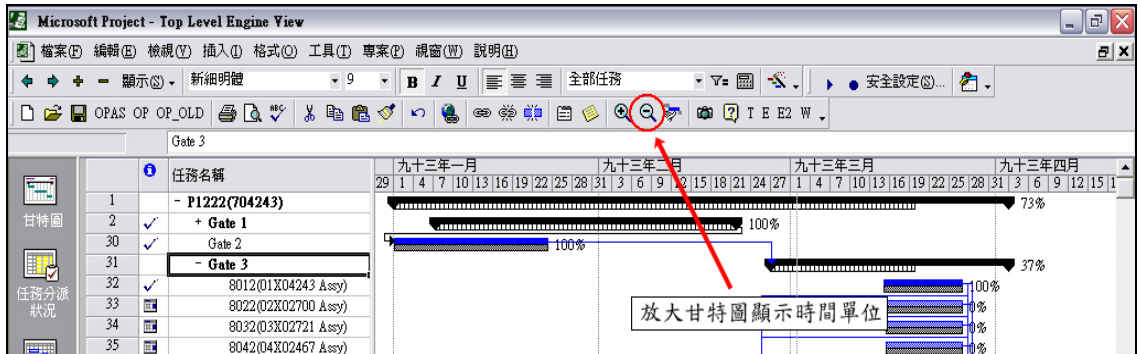 Microsoft Project - Top Level Engine View
檔案(F) 編輯(E) 檢視(V) 插入(I) 格式(O) 工具(T) 專案(P) 視窗(W) 說明(H)
顯示(S) 新細明體 9 B I U 全部任務 安全設定(S)...
OPAS OP OP_OLD T E E2 W
Gate 3
任務名稱 九十三年一月 九十三年二月 九十三年三月 九十三年四月
29 1 4 7 10 13 16 19 22 25 28 31 3 6 9 12 15 18 21 24 27 1 4 7 10 13 16 19 22 25 28 31 3 6 9 12 15
1 - P1222(704243) 73%
甘特圖
2 + Gate 1 100%
30 Gate 2 100%
31 - Gate 3 37%
任務分派
狀況
32 8012(01X04243 Assy) 100%
33 8022(02X02700 Assy) 0%
放大甘特圖顯示時間單位
34 8032(03X02721 Assy) 0%
35 8042(04X02467 Assy) 0%